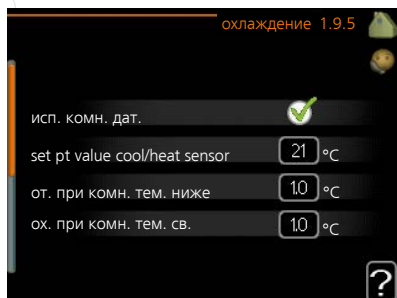 охлаждение 1.9.5
исп. комн. дат.
set pt value cool/heat sensor 21 °C
от. при комн. тем. ниже 1.0 °C
ох. при комн. тем. св. 1.0 °C
?